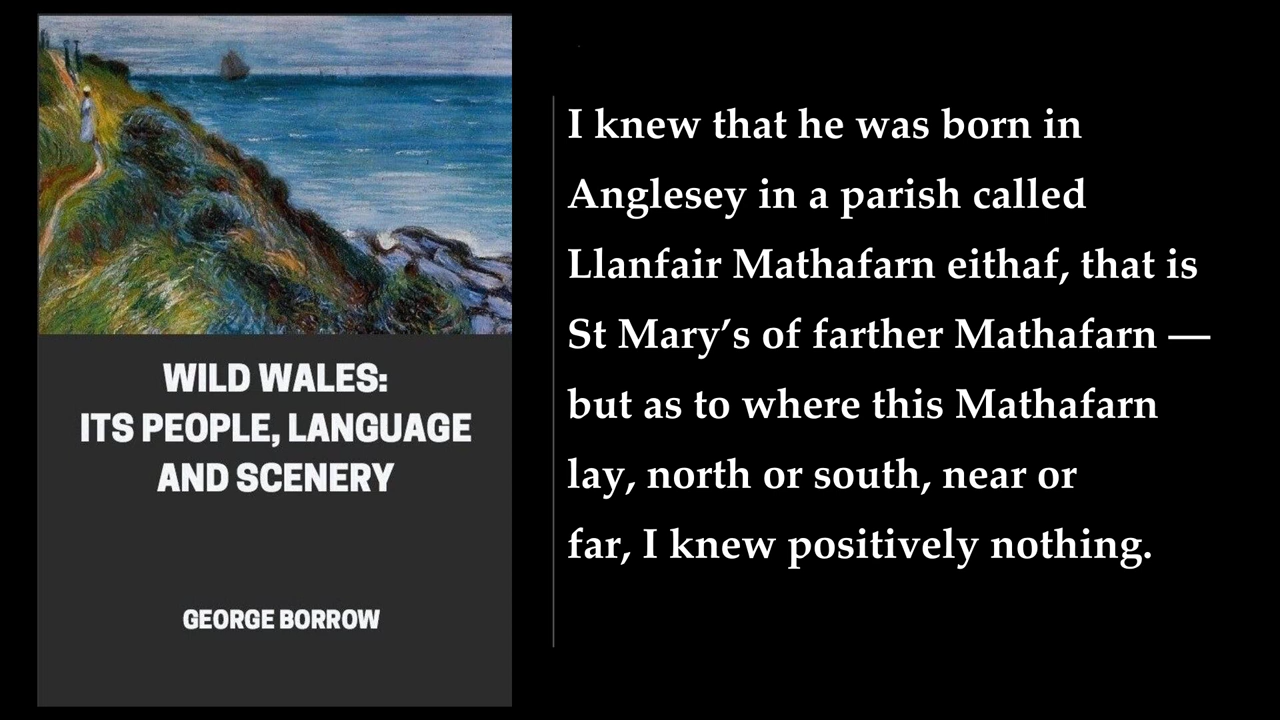 WILD WALES:
ITS PEOPLE, LANGUAGE
AND SCENERY
GEORGE BORROW
I knew that he was born in
Anglesey in a parish called
Llanfair Mathafarn eithaf, that is
St Mary’s of farther Mathafarn —
but as to where this Mathafarn
lay, north or south, near or
far, I knew positively nothing.